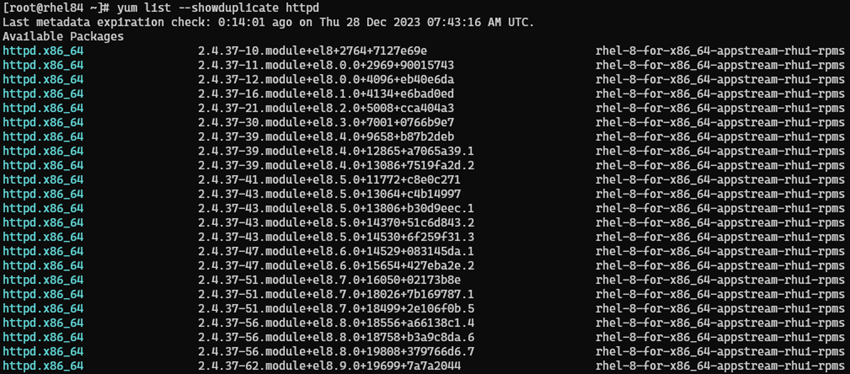 [root@rhel84 ~]# yum list --showduplicate httpd
Last metadata expiration check: 0:14:01 ago on Thu 28 Dec 2023 07:43:16 AM UTC.
Available Packages
httpd.x86_64 2.4.37-10.module+el8+2764+7127e69e rhel-8-for-x86_64-appstream-rhui-rpms
httpd.x86_64 2.4.37-11.module+el8.0.0+2969+90015743 rhel-8-for-x86_64-appstream-rhui-rpms
httpd.x86_64 2.4.37-12.module+el8.0.0+4096+eb40e6da rhel-8-for-x86_64-appstream-rhui-rpms
httpd.x86_64 2.4.37-16.module+el8.1.0+4134+e6bad0ed rhel-8-for-x86_64-appstream-rhui-rpms
httpd.x86_64 2.4.37-21.module+el8.2.0+5008+cca404a3 rhel-8-for-x86_64-appstream-rhui-rpms
httpd.x86_64 2.4.37-30.module+el8.3.0+7001+0766b9e7 rhel-8-for-x86_64-appstream-rhui-rpms
httpd.x86_64 2.4.37-39.module+el8.4.0+9658+b87b2deb rhel-8-for-x86_64-appstream-rhui-rpms
httpd.x86_64 2.4.37-39.module+el8.4.0+12865+a7065a39.1 rhel-8-for-x86_64-appstream-rhui-rpms
httpd.x86_64 2.4.37-39.module+el8.4.0+13086+7519fa2d.2 rhel-8-for-x86_64-appstream-rhui-rpms
httpd.x86_64 2.4.37-41.module+el8.5.0+11772+c8e0c271 rhel-8-for-x86_64-appstream-rhui-rpms
httpd.x86_64 2.4.37-43.module+el8.5.0+13064+c4b14997 rhel-8-for-x86_64-appstream-rhui-rpms
httpd.x86_64 2.4.37-43.module+el8.5.0+13806+b30d9eec.1 rhel-8-for-x86_64-appstream-rhui-rpms
httpd.x86_64 2.4.37-43.module+el8.5.0+14370+51c6d843.2 rhel-8-for-x86_64-appstream-rhui-rpms
httpd.x86_64 2.4.37-43.module+el8.5.0+14530+6f259f31.3 rhel-8-for-x86_64-appstream-rhui-rpms
httpd.x86_64 2.4.37-47.module+el8.6.0+14529+083145da.1 rhel-8-for-x86_64-appstream-rhui-rpms
httpd.x86_64 2.4.37-47.module+el8.6.0+15654+427eba2e.2 rhel-8-for-x86_64-appstream-rhui-rpms
httpd.x86_64 2.4.37-51.module+el8.7.0+16050+02173b8e rhel-8-for-x86_64-appstream-rhui-rpms
httpd.x86_64 2.4.37-51.module+el8.7.0+18026+7b169787.1 rhel-8-for-x86_64-appstream-rhui-rpms
httpd.x86_64 2.4.37-51.module+el8.7.0+18499+2e106f0b.5 rhel-8-for-x86_64-appstream-rhui-rpms
httpd.x86_64 2.4.37-56.module+el8.8.0+18556+a66138c1.4 rhel-8-for-x86_64-appstream-rhui-rpms
httpd.x86_64 2.4.37-56.module+el8.8.0+18758+b3a9c8da.6 rhel-8-for-x86_64-appstream-rhui-rpms
httpd.x86_64 2.4.37-56.module+el8.8.0+19808+379766d6.7 rhel-8-for-x86_64-appstream-rhui-rpms
httpd.x86_64 2.4.37-62.module+el8.9.0+19699+7a7a2044 rhel-8-for-x86_64-appstream-rhui-rpms